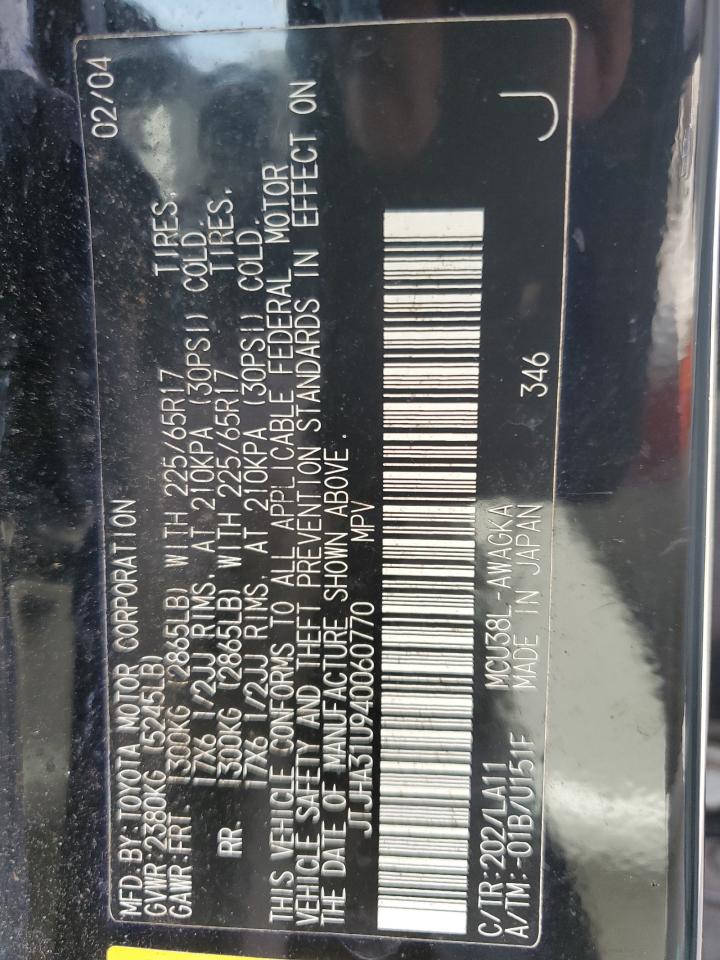 MFD. BY: TOYOTA MOTOR CORPORATION 02/04
GVWR: 2380KG (5245LB)
GAWR: FRT. 1300KG (2865LB) WITH 225/65R17 TIRES,
17X6 1/2JJ RIMS, AT 210KPA (30PSI) COLD.
RR. 1300KG (2865LB) WITH 225/65R17 TIRES,
17X6 1/2JJ RIMS, AT 210KPA (30PSI) COLD.
THIS VEHICLE CONFORMS TO ALL APPLICABLE FEDERAL MOTOR
VEHICLE SAFETY AND THEFT PREVENTION STANDARDS IN EFFECT ON
THE DATE OF MANUFACTURE SHOWN ABOVE.
JTJHA31U940060770 MPV
C/TR: 202/LA11 MCU38L-AWAGKA
A/TM: -01B/U151F MADE IN JAPAN 346 J